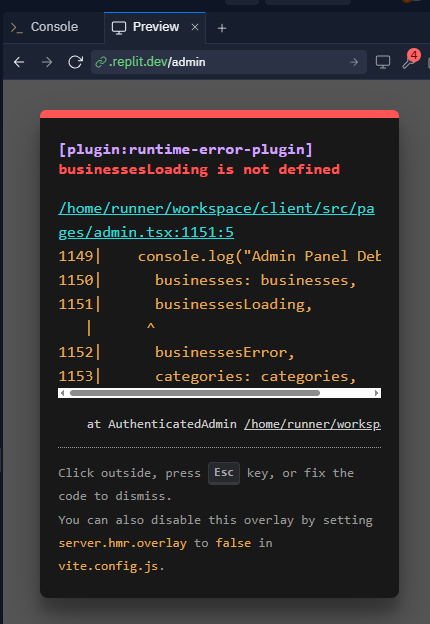 Console
Preview
.replit.dev/admin
4
[plugin:runtime-error-plugin]
businessesLoading is not defined
/home/runner/workspace/client/src/pa
ges/admin.tsx:1151:5
1149|    console.log("Admin Panel Deb
1150|      businesses: businesses,
1151|      businessesLoading,
|      ^
1152|      businessesError,
1153|      categories: categories,
at AuthenticatedAdmin /home/runner/worksp
Click outside, press Esc key, or fix the
code to dismiss.
You can also disable this overlay by setting
server.hmr.overlay to false in
vite.config.js.